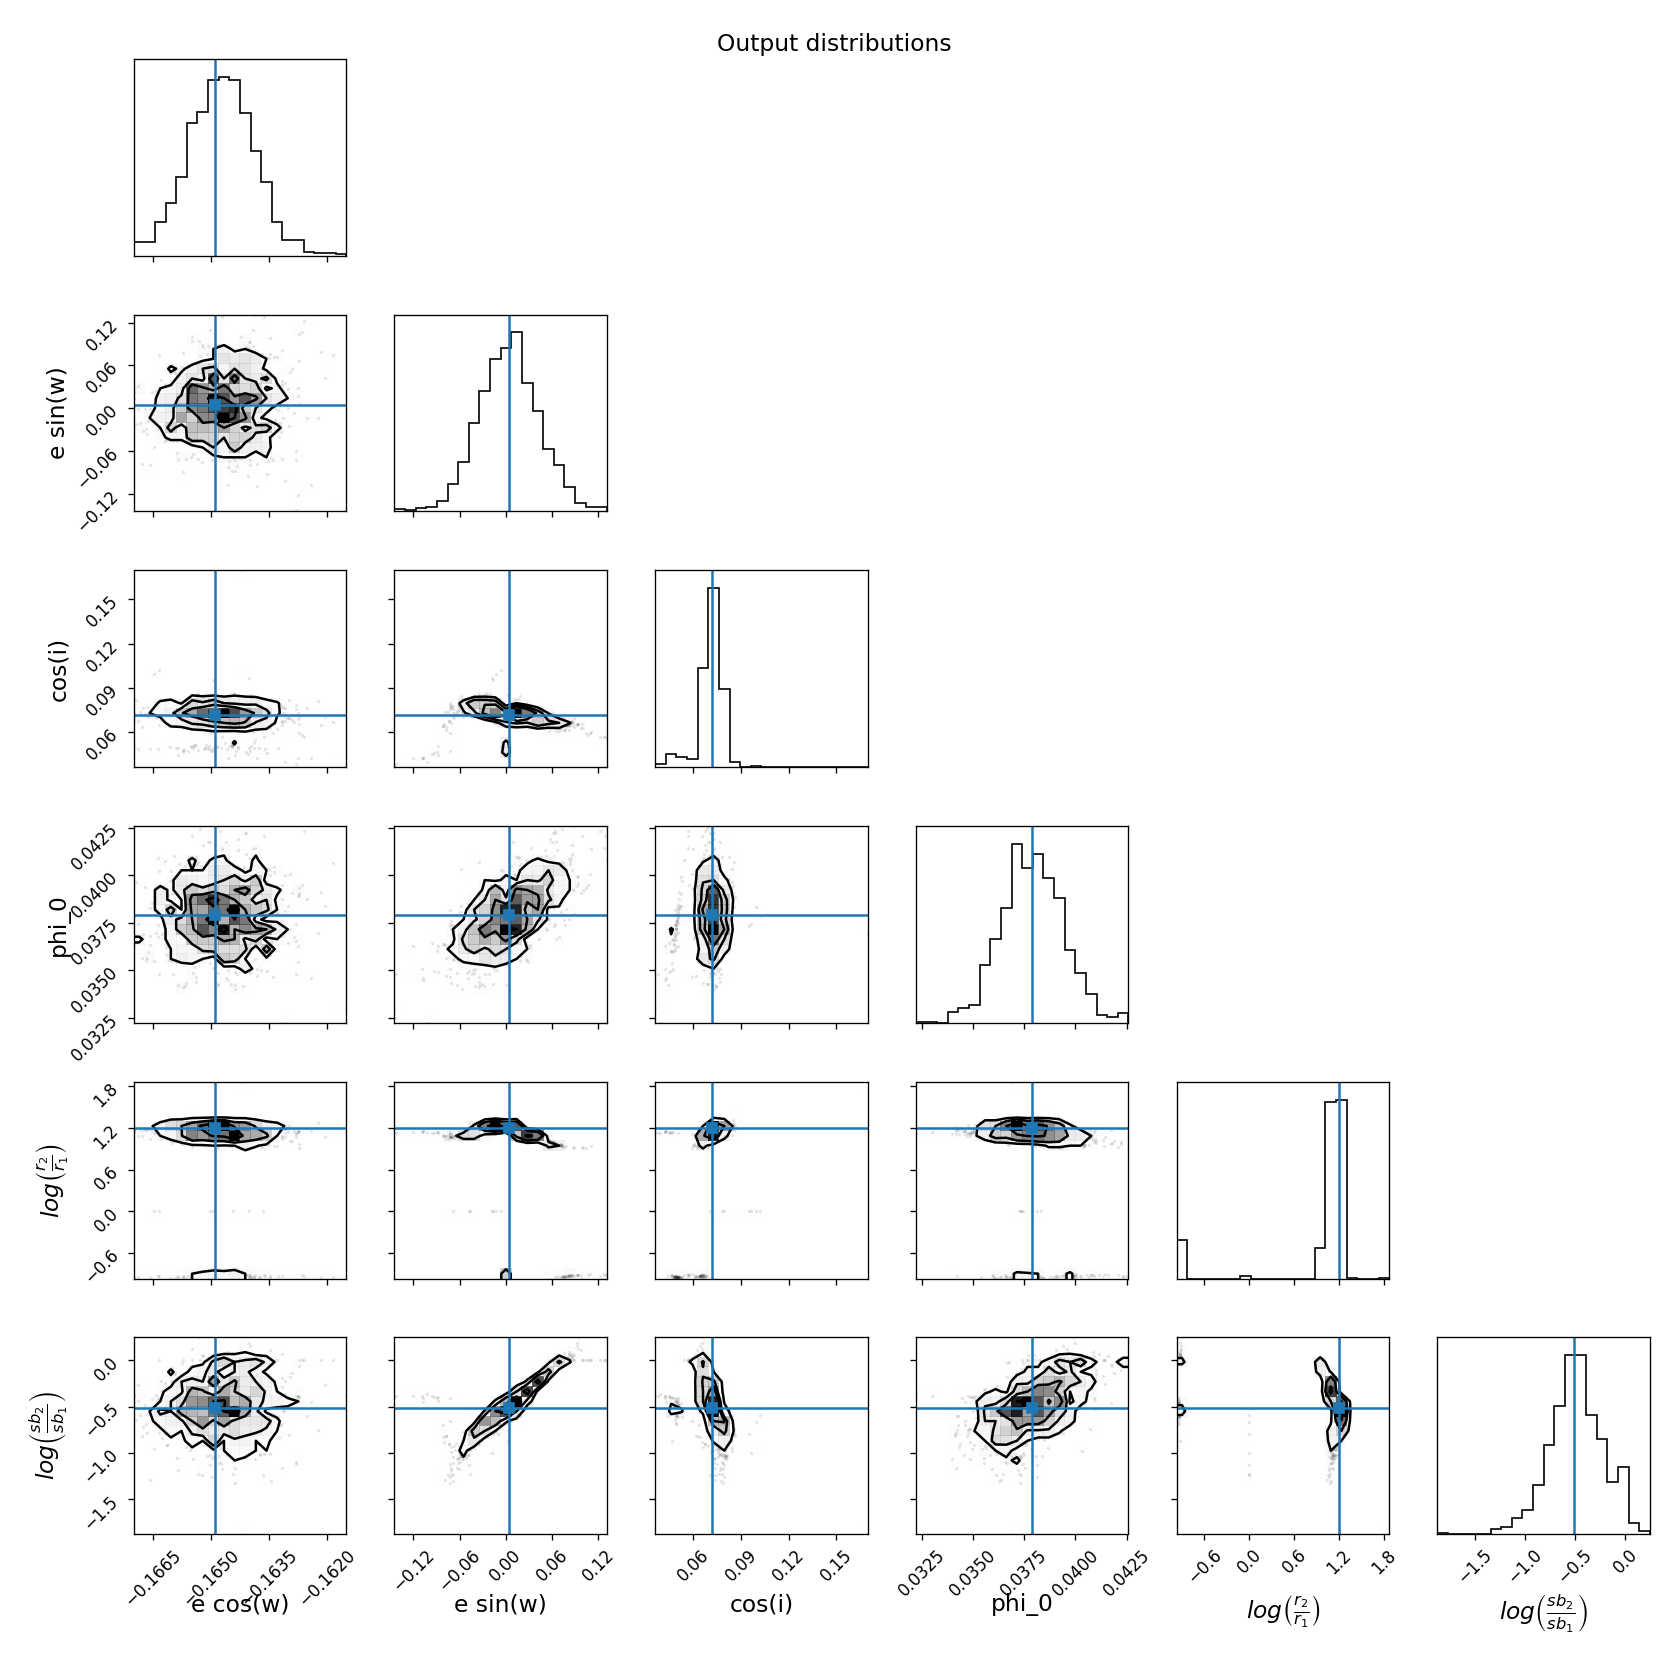 Output distributions
e sin(w)
0.12
0.06
0.00
−0.06
−0.12
cos(i)
0.15
0.12
0.09
0.06
phi_0
0.0425
0.0400
0.0375
0.0350
0.0325
log(r2/r1)
1.8
1.2
0.6
0.0
−0.6
log(sb2/sb1)
0.0
−0.5
−1.0
−1.5
−0.1665 −0.1650 −0.1635 −0.1620
e cos(w)
−0.12 −0.06 0.00 0.06 0.12
e sin(w)
0.06 0.09 0.12 0.15
cos(i)
0.0325 0.0350 0.0375 0.0400 0.0425
phi_0
−0.6 0.0 0.6 1.2 1.8
log(r2/r1)
−1.5 −1.0 −0.5 0.0
log(sb2/sb1)